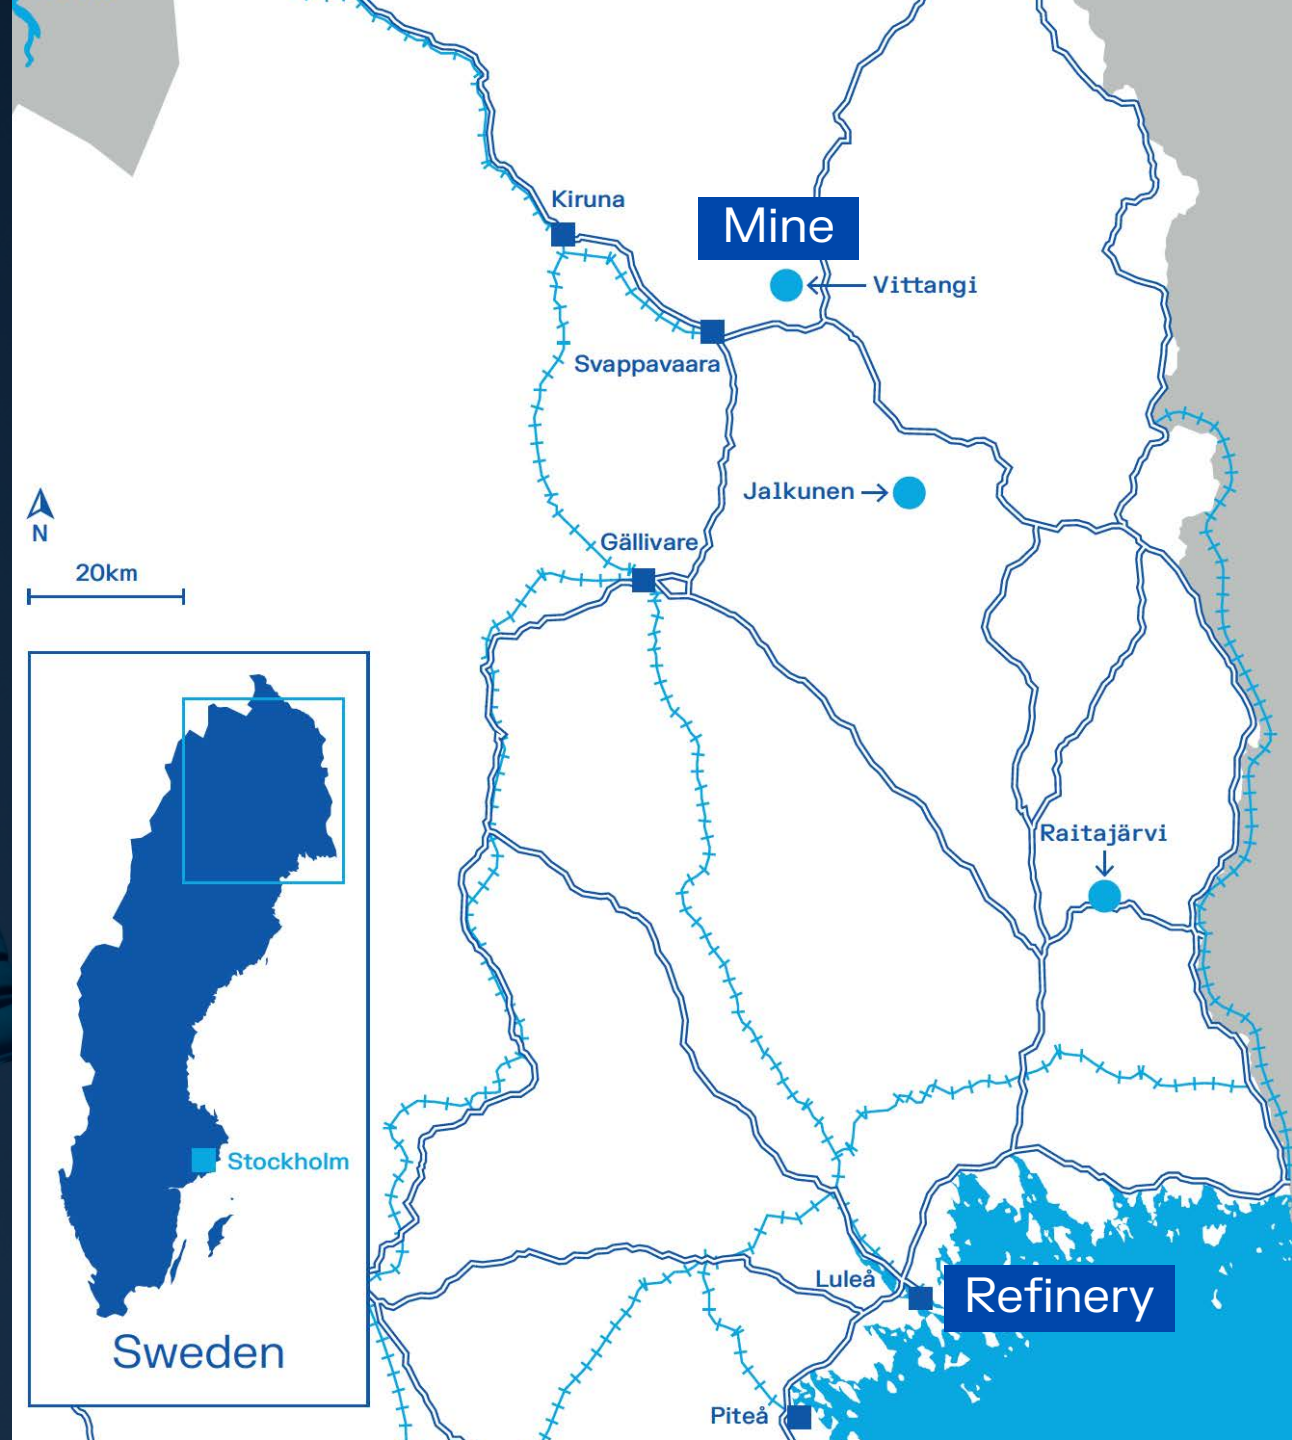 Kiruna
Mine
Vittangi
Svappavaara
Jalkunen
N
Gällivare
20km
Raitajärvi
Stockholm
Luleå
Refinery
Sweden
Piteå